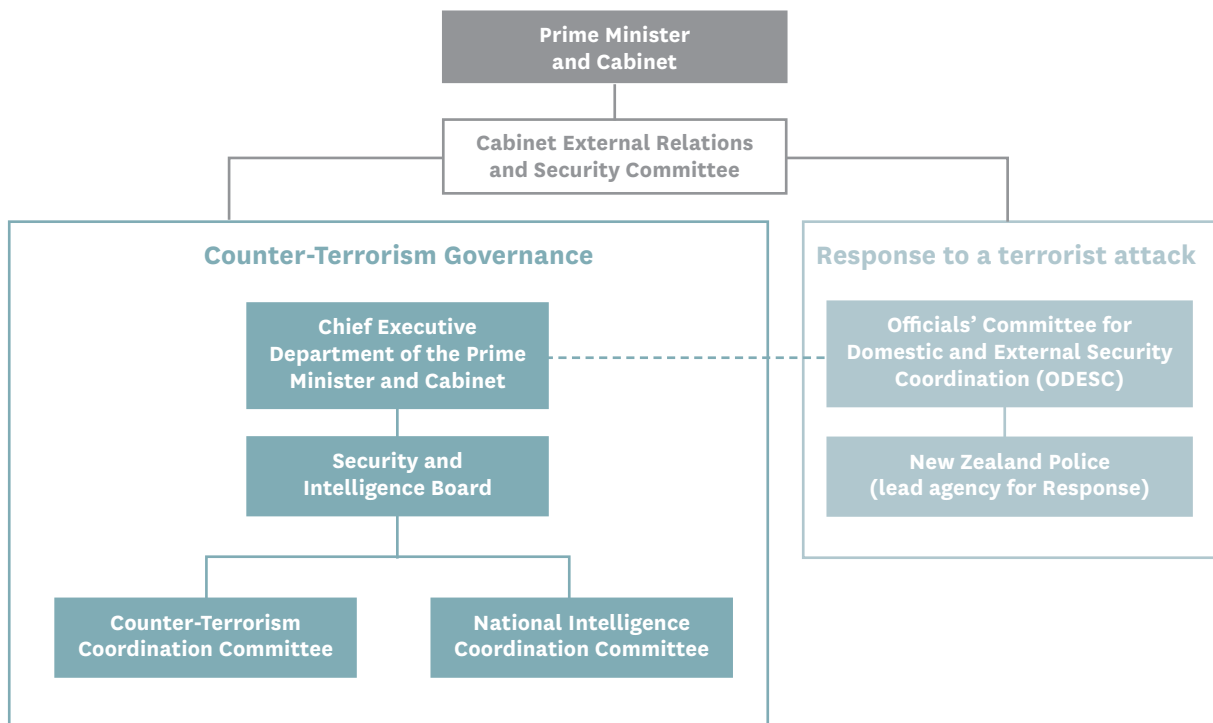 Prime Minister
and Cabinet
Cabinet External Relations
and Security Committee
Counter-Terrorism Governance
Chief Executive
Department of the Prime
Minister and Cabinet
Security and
Intelligence Board
Counter-Terrorism
Coordination Committee
National Intelligence
Coordination Committee
Response to a terrorist attack
Officials’ Committee for
Domestic and External Security
Coordination (ODESC)
New Zealand Police
(lead agency for Response)